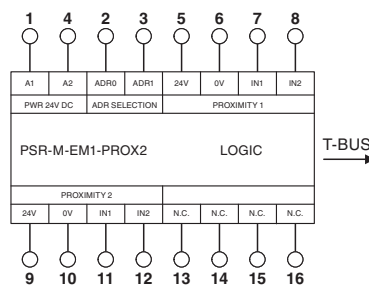 1 4 2 3 5 6 7 8
A1 A2 ADR0 ADR1 24V 0V IN1 IN2
PWR 24V DC ADR SELECTION PROXIMITY 1
PSR-M-EM1-PROX2 LOGIC T-BUS
PROXIMITY 2
24V 0V IN1 IN2 N.C. N.C. N.C. N.C.
9 10 11 12 13 14 15 16